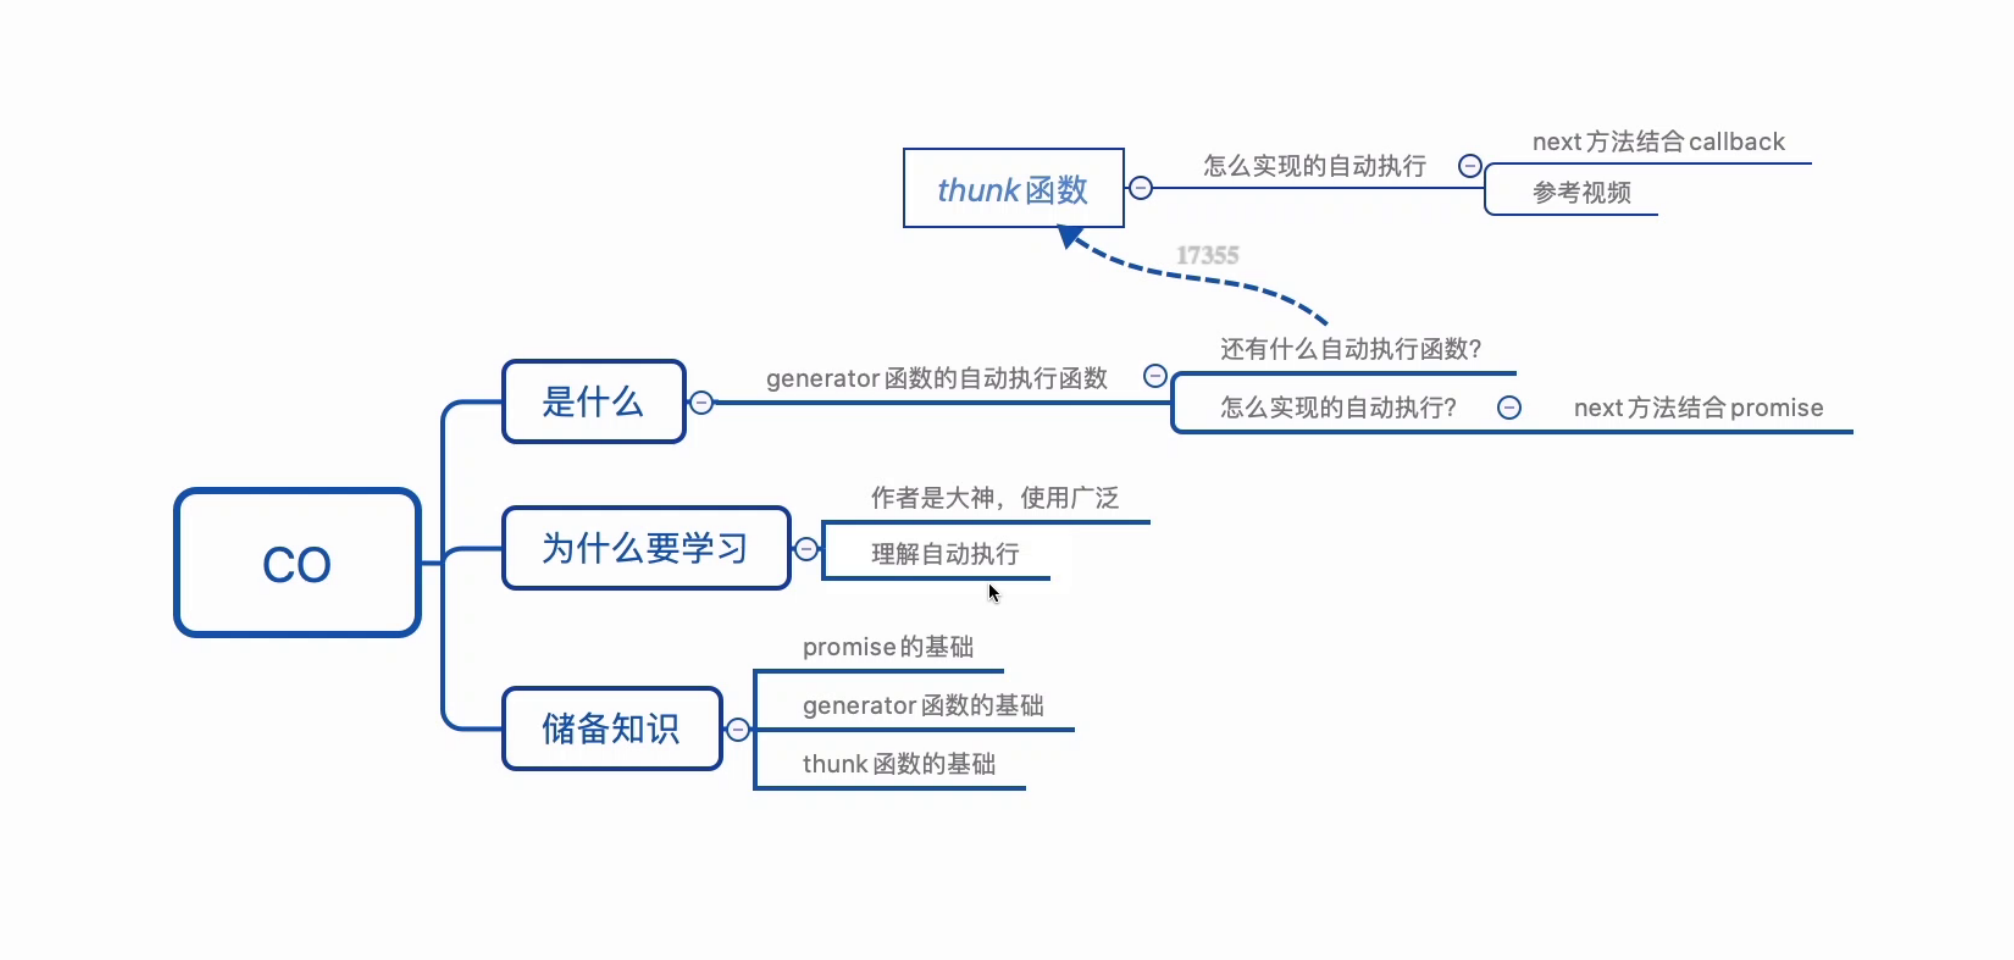 next方法结合callback
怎么实现的自动执行
thunk函数
参考视频
17355
还有什么自动执行函数?
generator函数的自动执行函数
是什么
怎么实现的自动执行?
next方法结合promise
作者是大神，使用广泛
为什么要学习
理解自动执行
CO
promise的基础
generator函数的基础
储备知识
thunk函数的基础